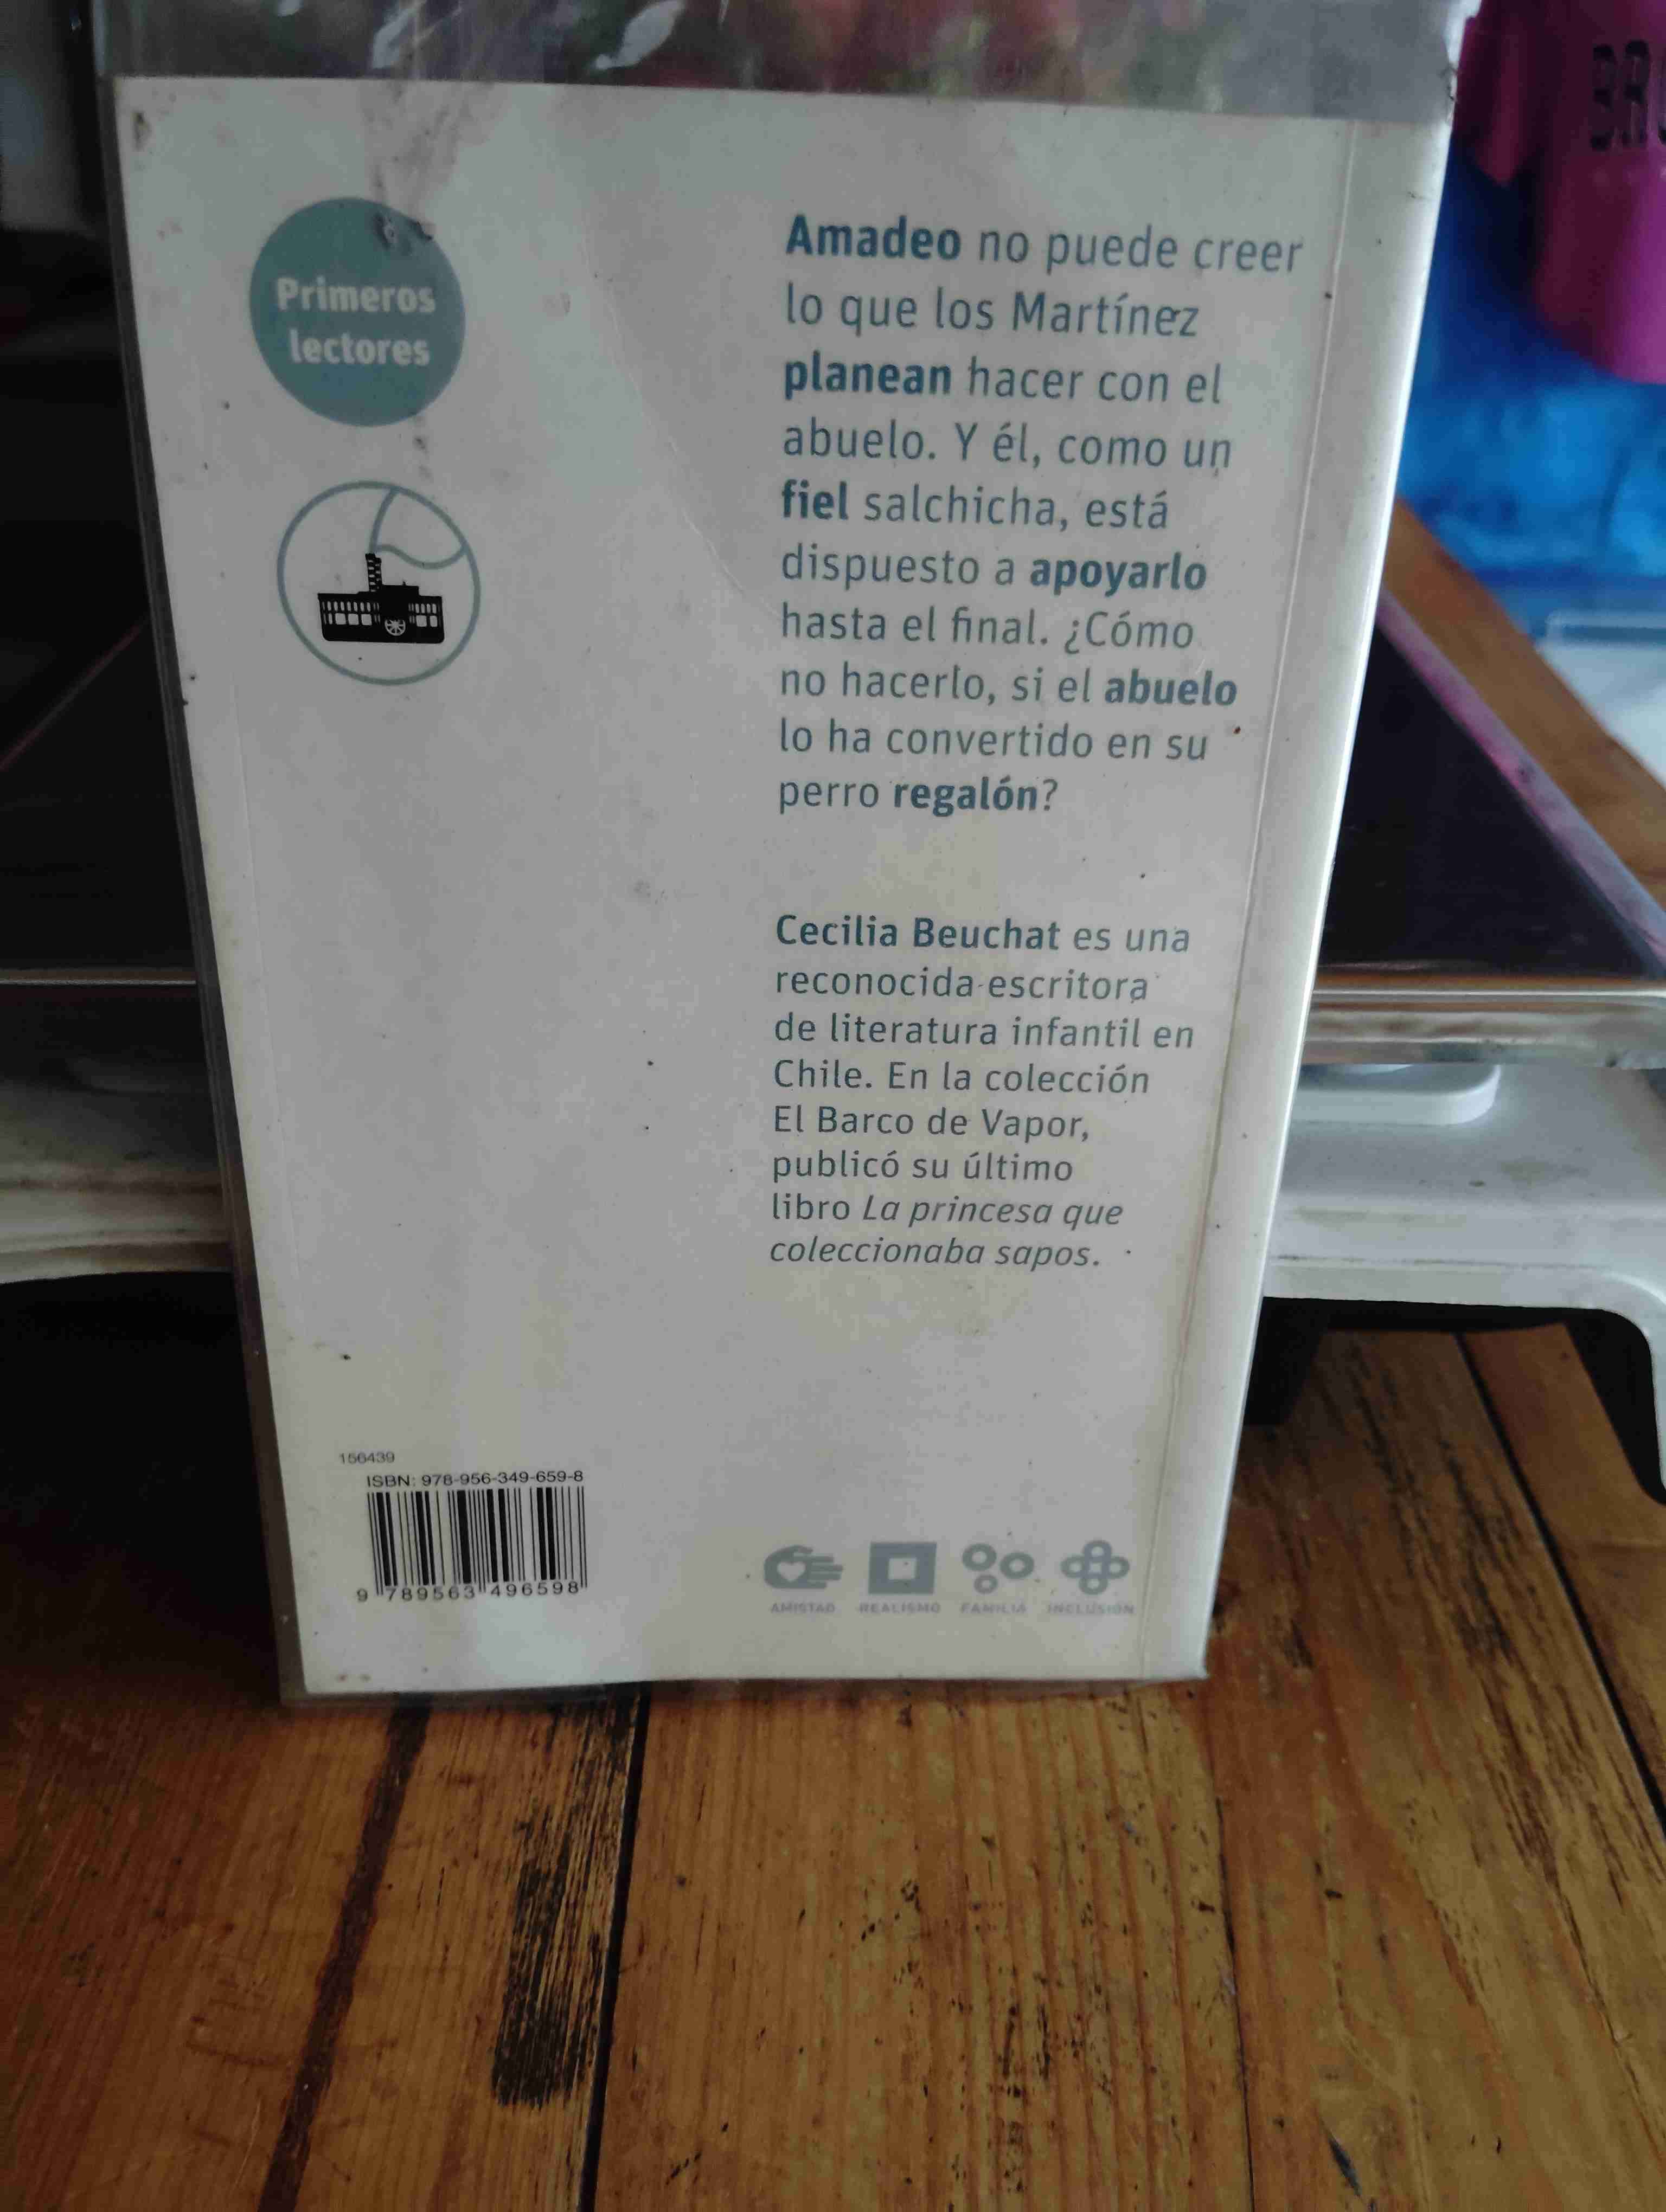 Primeros
lectores
Amadeo no puede creer
lo que los Martínez
planean hacer con el
abuelo. Y él, como un
fiel salchicha, está
dispuesto a apoyarlo
hasta el final. ¿Cómo
no hacerlo, si el abuelo
lo ha convertido en su
perro regalón?
Cecilia Beuchat es una
reconocida escritora
de literatura infantil en
Chile. En la colección
El Barco de Vapor,
publicó su último
libro La princesa que
coleccionaba sapos.
156439
ISBN: 978-956-349-659-8
9 789563 496598
AMISTAD REALISMO FAMILIA INCLUSIÓN